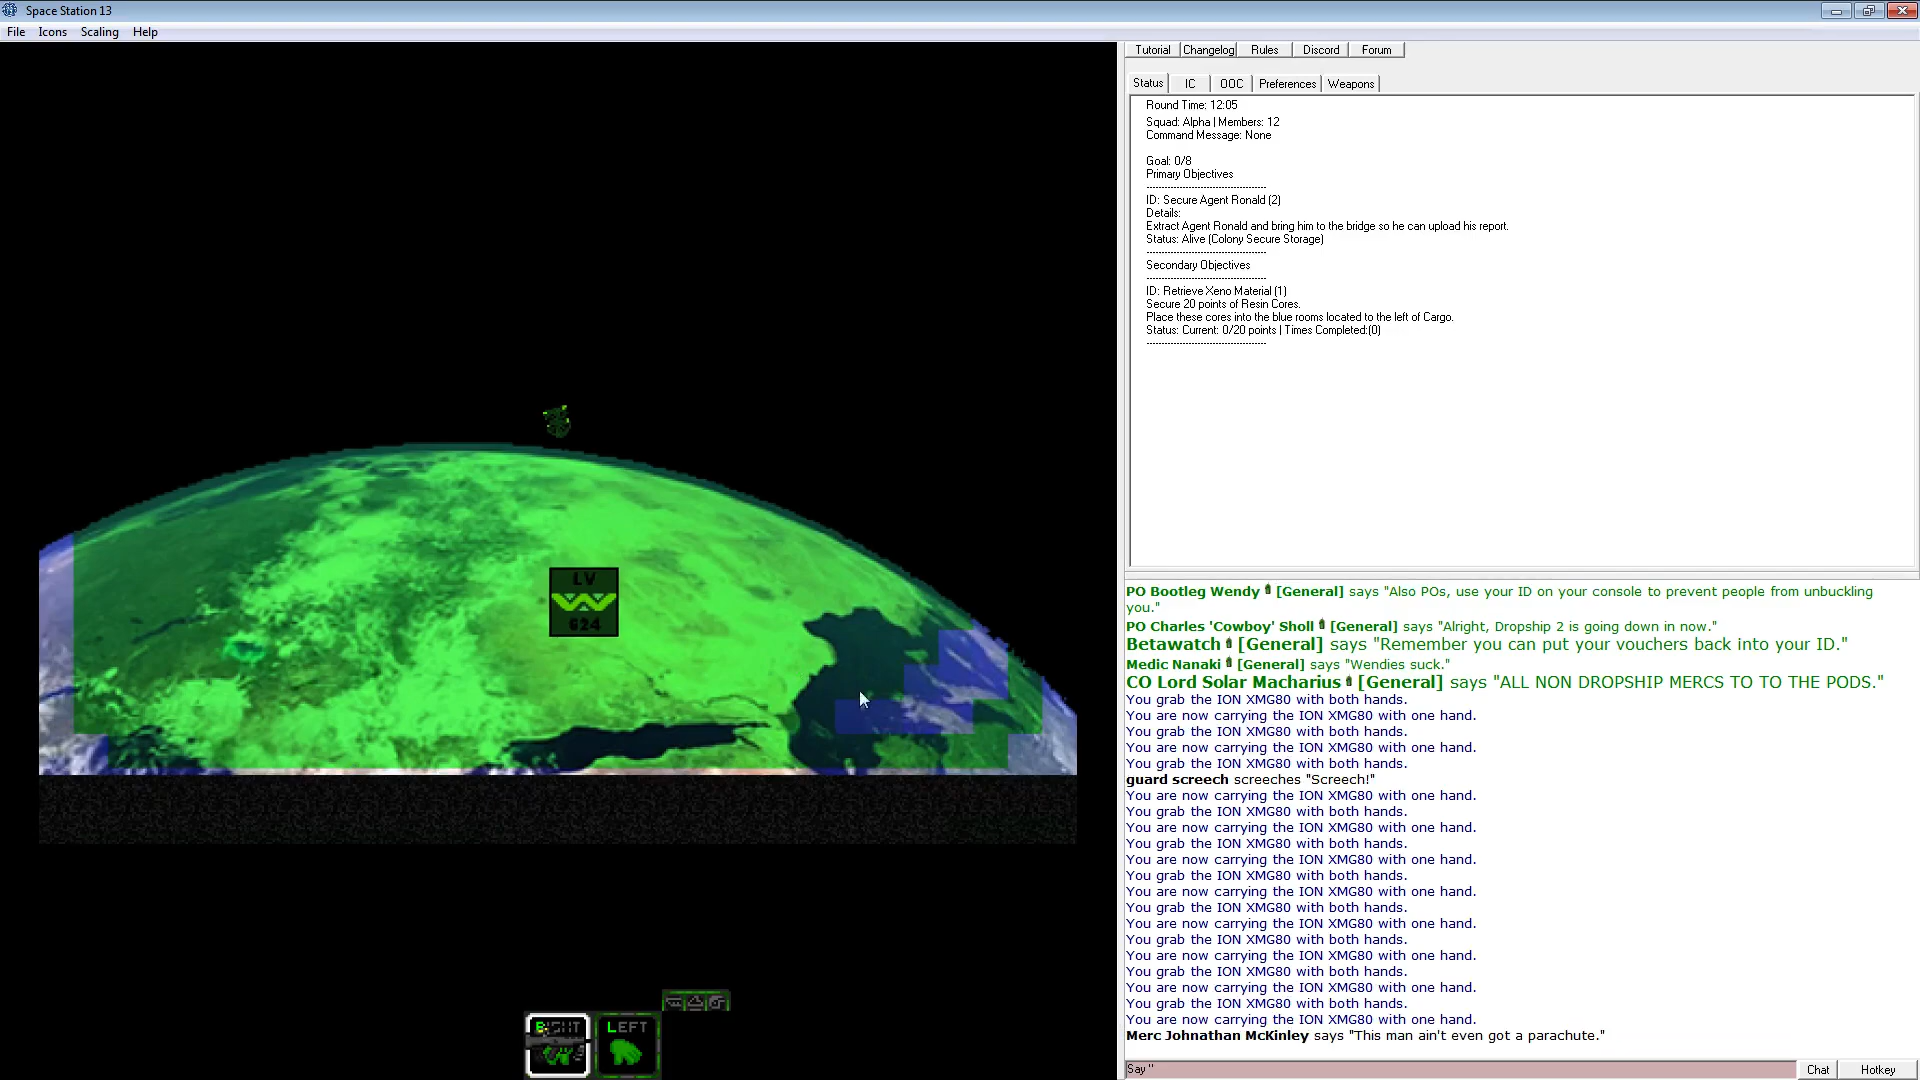 Space Station 13
File Icons Scaling Help
Tutorial Changelog Rules Discord Forum
Status IC OOC Preferences Weapons
Round Time: 12:05
Squad: Alpha | Members: 12
Command Message: None
Goal: 0/8
Primary Objectives
----------------------------------------
ID: Secure Agent Ronald (2)
Details:
Extract Agent Ronald and bring him to the bridge so he can upload his report.
Status: Alive (Colony Secure Storage)
----------------------------------------
Secondary Objectives
----------------------------------------
ID: Retrieve Xeno Material (1)
Secure 20 points of Resin Cores.
Place these cores into the blue rooms located to the left of Cargo.
Status: Current: 0/20 points | Times Completed:(0)
----------------------------------------
LV
624
LEFT
PO Bootleg Wendy [General] says "Also POs, use your ID on your console to prevent people from unbuckling
you."
PO Charles 'Cowboy' Sholl [General] says "Alright, Dropship 2 is going down in now."
Betawatch [General] says "Remember you can put your vouchers back into your ID."
Medic Nanaki [General] says "Wendies suck."
CO Lord Solar Macharius [General] says "ALL NON DROPSHIP MERCS TO TO THE PODS."
You grab the ION XMG80 with both hands.
You are now carrying the ION XMG80 with one hand.
You grab the ION XMG80 with both hands.
You are now carrying the ION XMG80 with one hand.
You grab the ION XMG80 with both hands.
guard screech screeches "Screech!"
You are now carrying the ION XMG80 with one hand.
You grab the ION XMG80 with both hands.
You are now carrying the ION XMG80 with one hand.
You grab the ION XMG80 with both hands.
You are now carrying the ION XMG80 with one hand.
You grab the ION XMG80 with both hands.
You are now carrying the ION XMG80 with one hand.
You grab the ION XMG80 with both hands.
You are now carrying the ION XMG80 with one hand.
You grab the ION XMG80 with both hands.
You are now carrying the ION XMG80 with one hand.
You grab the ION XMG80 with both hands.
You are now carrying the ION XMG80 with one hand.
You grab the ION XMG80 with both hands.
You are now carrying the ION XMG80 with one hand.
Merc Johnathan McKinley says "This man ain't even got a parachute."
Say "
Chat Hotkey